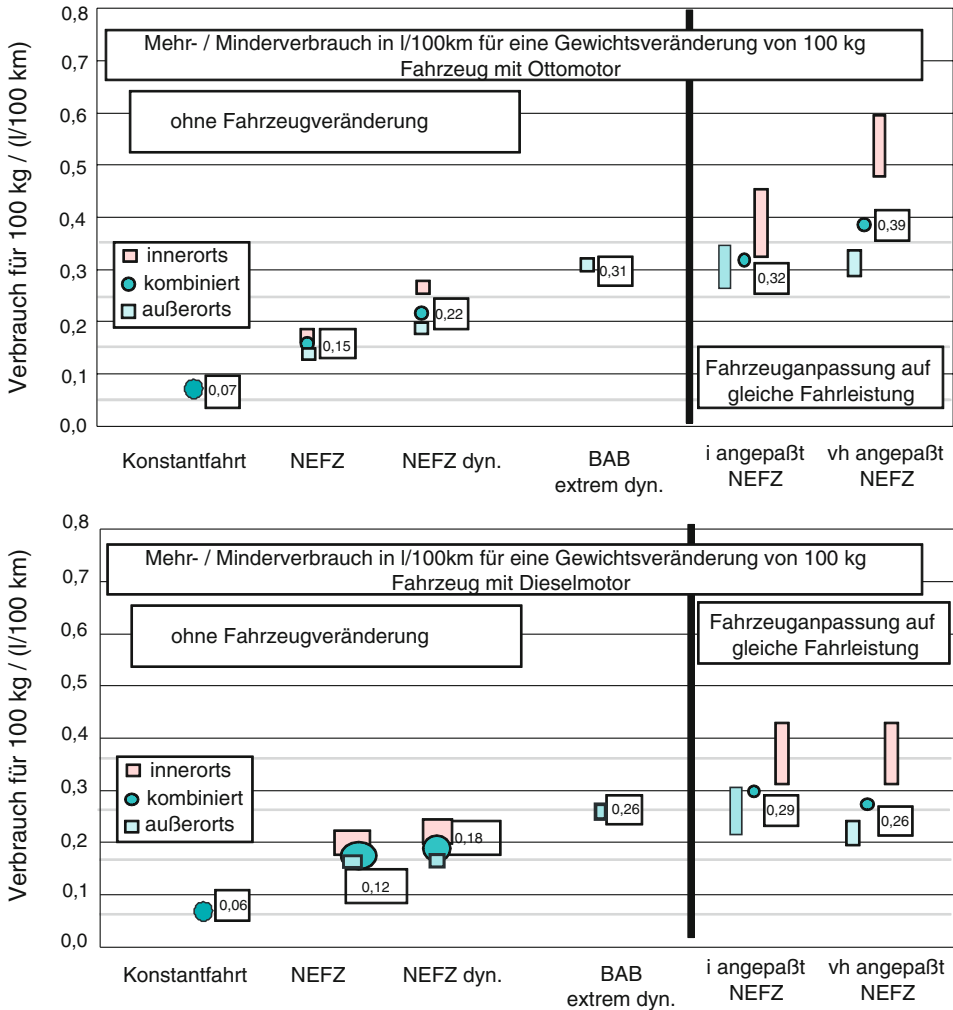 Verbrauch für 100 kg / (l/100 km)
0,8
0,7
0,6
0,5
0,4
0,3
0,2
0,1
0,0
Mehr- / Minderverbrauch in l/100km für eine Gewichtsveränderung von 100 kg
Fahrzeug mit Ottomotor
ohne Fahrzeugveränderung
innerorts
kombiniert
außerorts
0,07
0,15
0,22
0,31
0,32
0,39
Fahrzeuganpassung auf
gleiche Fahrleistung
Konstantfahrt
NEFZ
NEFZ dyn.
BAB
extrem dyn.
i angepaßt
NEFZ
vh angepaßt
NEFZ
Verbrauch für 100 kg / (l/100 km)
0,8
0,7
0,6
0,5
0,4
0,3
0,2
0,1
0,0
Mehr- / Minderverbrauch in l/100km für eine Gewichtsveränderung von 100 kg
Fahrzeug mit Dieselmotor
ohne Fahrzeugveränderung
Fahrzeuganpassung auf
gleiche Fahrleistung
innerorts
kombiniert
außerorts
0,06
0,12
0,18
0,26
0,29
0,26
Konstantfahrt
NEFZ
NEFZ dyn.
BAB
extrem dyn.
i angepaßt
NEFZ
vh angepaßt
NEFZ